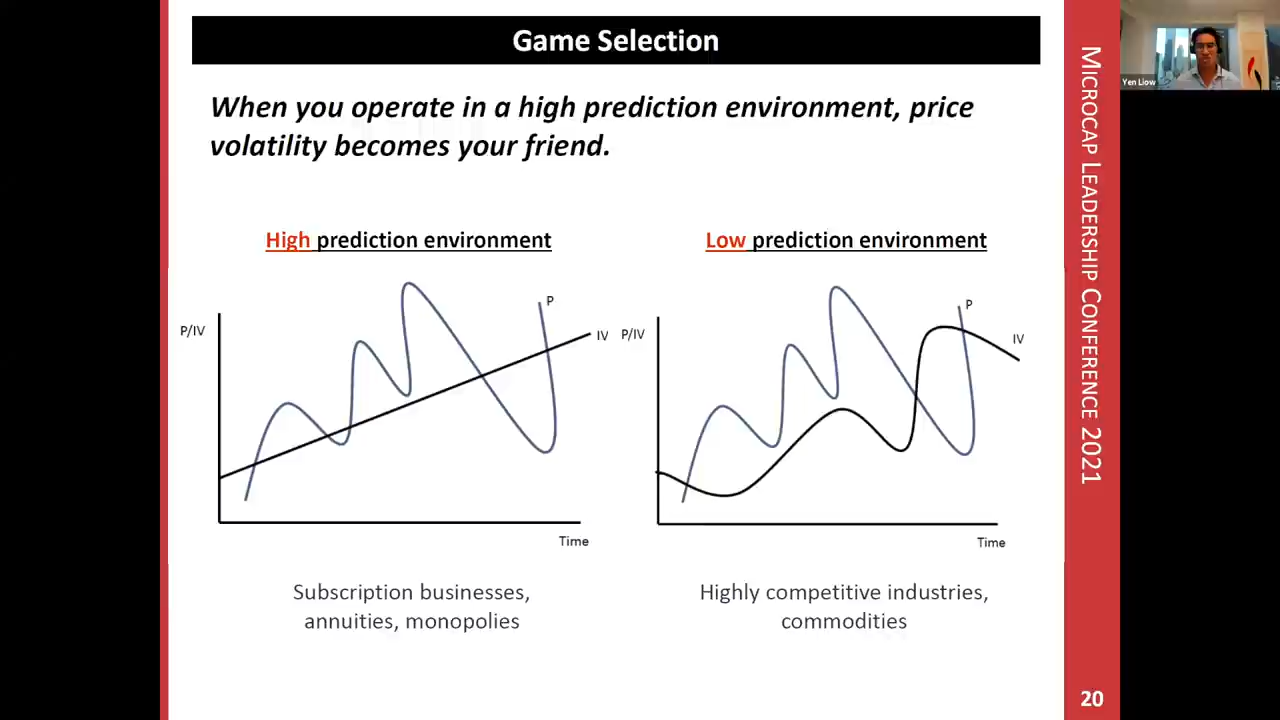 Game Selection
When you operate in a high prediction environment, price
volatility becomes your friend.
High prediction environment
P/IV
P
IV
Time
Subscription businesses,
annuities, monopolies
Low prediction environment
P/IV
P
IV
Time
Highly competitive industries,
commodities
MICROCAP LEADERSHIP CONFERENCE 2021
20
Yen Liow